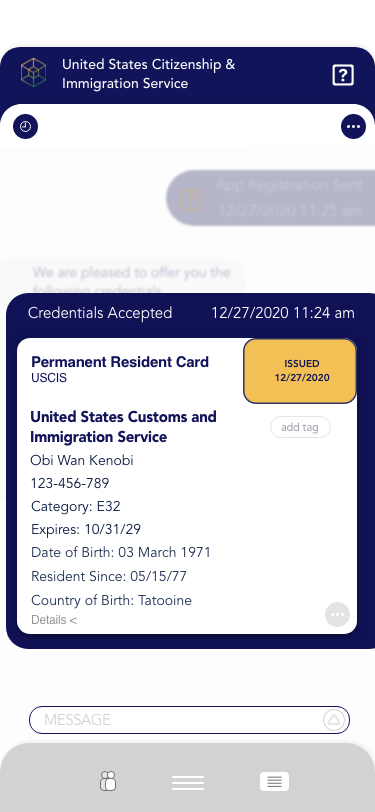 United States Citizenship &
Immigration Service
App Registration Sent
12/27/2020 11:25 am
We are pleased to offer you the
following credentials
Credentials Accepted 12/27/2020 11:24 am
Permanent Resident Card
USCIS
ISSUED
12/27/2020
United States Customs and
Immigration Service
add tag
Obi Wan Kenobi
123-456-789
Category: E32
Expires: 10/31/29
Date of Birth: 03 March 1971
Resident Since: 05/15/77
Country of Birth: Tatooine
Details <
MESSAGE